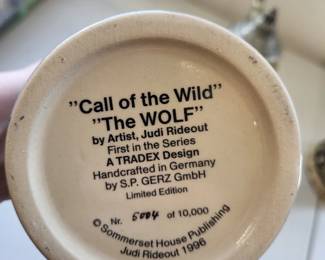 "Call of the Wild"
"The WOLF"
by Artist, Judi Rideout
First in the Series
A TRADEX Design
Handcrafted in Germany
by S.P. GERZ GmbH
Limited Edition
Nr. 5004 of 10,000
© Sommerset House Publishing
Judi Rideout 1996